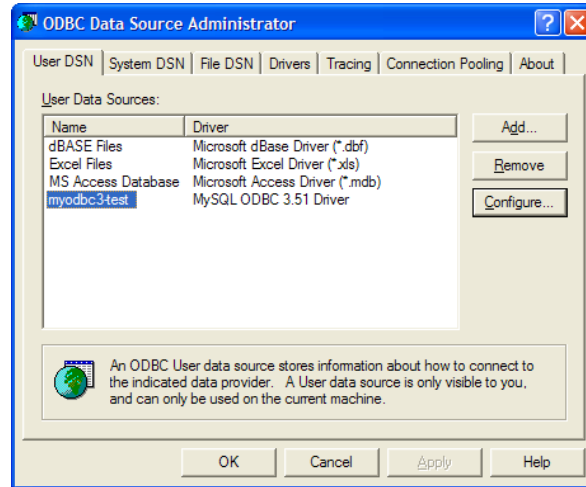 ODBC Data Source Administrator
User DSN System DSN File DSN Drivers Tracing Connection Pooling About
User Data Sources:
Name Driver
dBASE Files Microsoft dBase Driver (*.dbf)
Excel Files Microsoft Excel Driver (*.xls)
MS Access Database Microsoft Access Driver (*.mdb)
myodbc3-test MySQL ODBC 3.51 Driver
Add...
Remove
Configure...
An ODBC User data source stores information about how to connect to
the indicated data provider. A User data source is only visible to you,
and can only be used on the current machine.
OK Cancel Apply Help